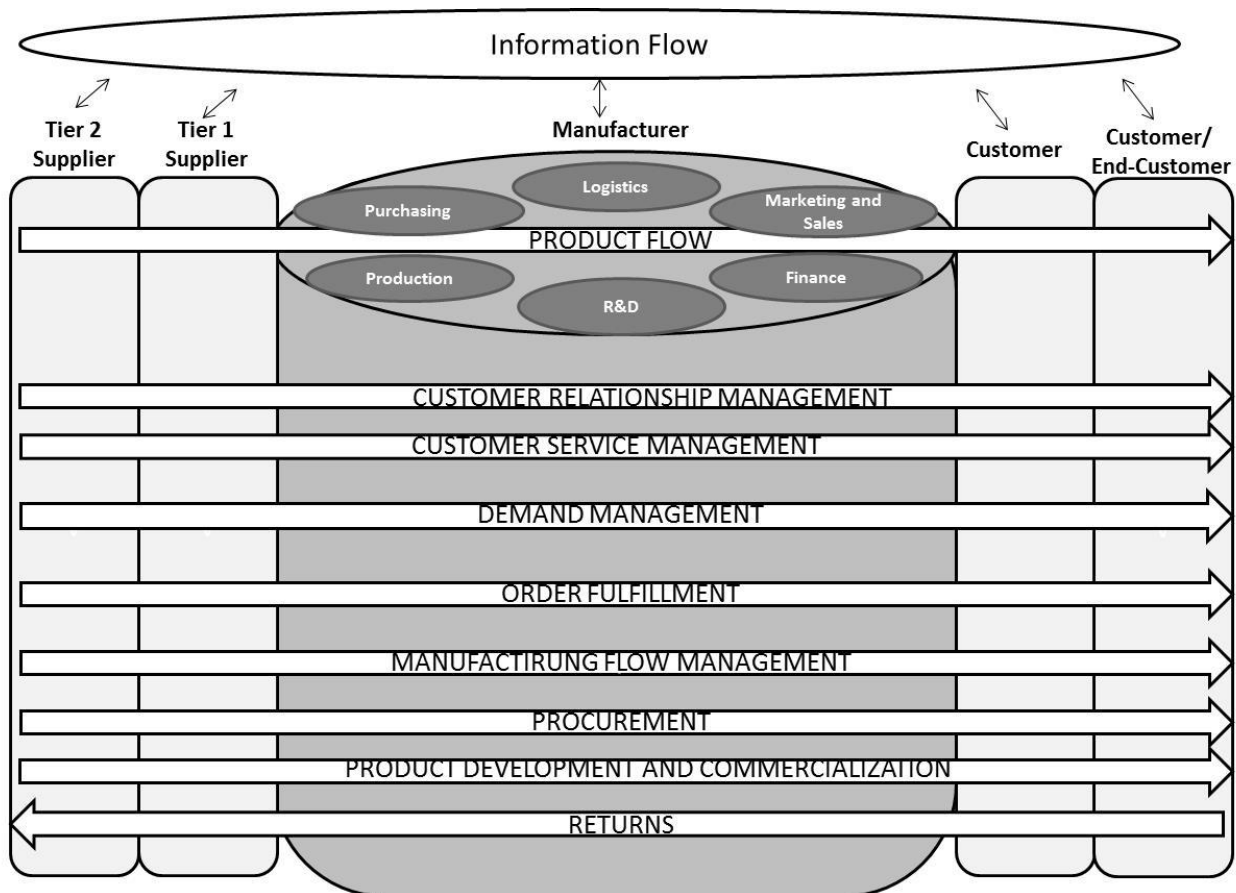 Information Flow
Tier 2
Supplier
Tier 1
Supplier
Manufacturer
Customer
Customer/
End-Customer
Logistics
Purchasing
Marketing and
Sales
PRODUCT FLOW
Production
Finance
R&D
CUSTOMER RELATIONSHIP MANAGEMENT
CUSTOMER SERVICE MANAGEMENT
DEMAND MANAGEMENT
ORDER FULFILLMENT
MANUFACTIRUNG FLOW MANAGEMENT
PROCUREMENT
PRODUCT DEVELOPMENT AND COMMERCIALIZATION
RETURNS